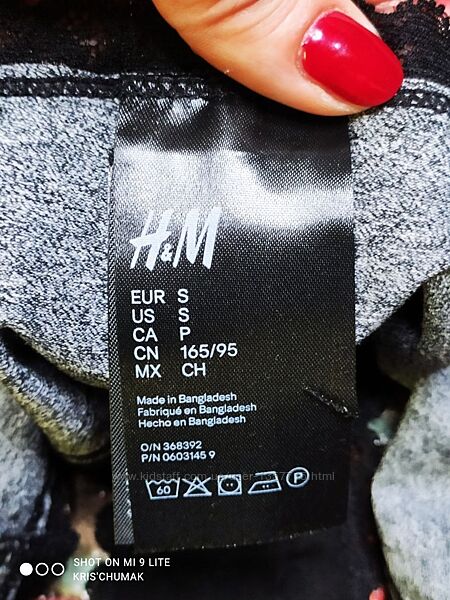 H&M
EUR S
US S
CA P
CN 165/95
MX CH
Made in Bangladesh
Fabriqué en Bangladesh
Hecho en Bangladesh
O/N 368392
P/N 0603145 9
60 P
SHOT ON MI 9 LITE
KRIS'CHUMAK